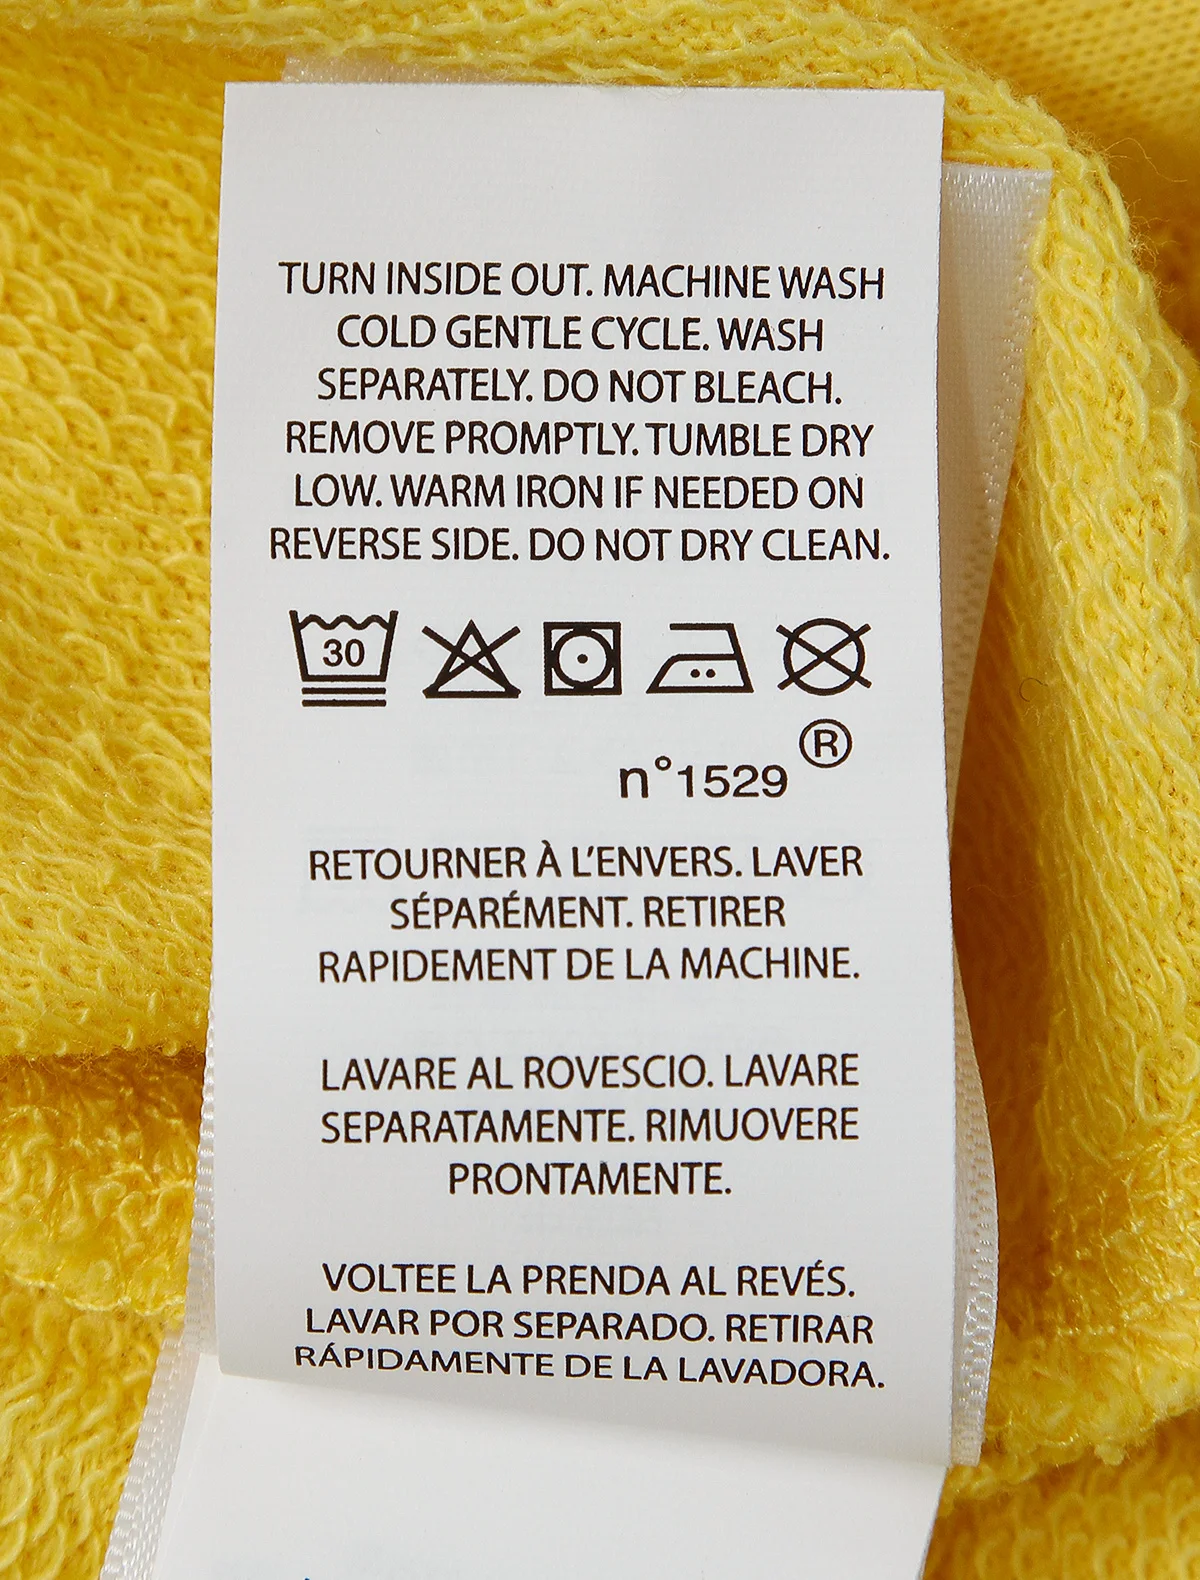 TURN INSIDE OUT. MACHINE WASH
COLD GENTLE CYCLE. WASH
SEPARATELY. DO NOT BLEACH.
REMOVE PROMPTLY. TUMBLE DRY
LOW. WARM IRON IF NEEDED ON
REVERSE SIDE. DO NOT DRY CLEAN.
30
n°1529 ®
RETOURNER À L'ENVERS. LAVER
SÉPARÉMENT. RETIRER
RAPIDEMENT DE LA MACHINE.
LAVARE AL ROVESCIO. LAVARE
SEPARATAMENTE. RIMUOVERE
PRONTAMENTE.
VOLTEE LA PRENDA AL REVÉS.
LAVAR POR SEPARADO. RETIRAR
RÁPIDAMENTE DE LA LAVADORA.